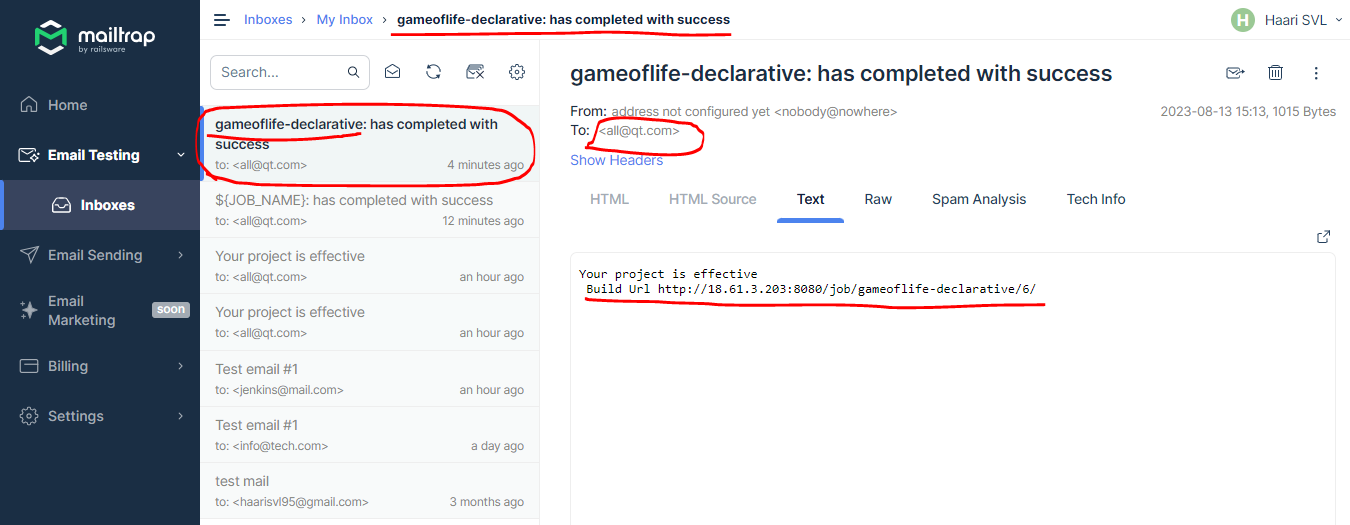 mailtrap
by railsware
Home
Email Testing
Inboxes
Email Sending
Email
Marketing
soon
Billing
Settings
Inboxes › My Inbox › gameoflife-declarative: has completed with success
H Haari SVL
Search...
gameoflife-declarative: has completed with
success
to: <all@qt.com> 4 minutes ago
${JOB_NAME}: has completed with success
to: <all@qt.com> 12 minutes ago
Your project is effective
to: <all@qt.com> an hour ago
Your project is effective
to: <all@qt.com> an hour ago
Test email #1
to: <jenkins@mail.com> an hour ago
Test email #1
to: <info@tech.com> a day ago
test mail
to: <haarisvl95@gmail.com> 3 months ago
gameoflife-declarative: has completed with success
From: address not configured yet <nobody@nowhere> 2023-08-13 15:13, 1015 Bytes
To: <all@qt.com>
Show Headers
HTML HTML Source Text Raw Spam Analysis Tech Info
Your project is effective
Build Url http://18.61.3.203:8080/job/gameoflife-declarative/6/